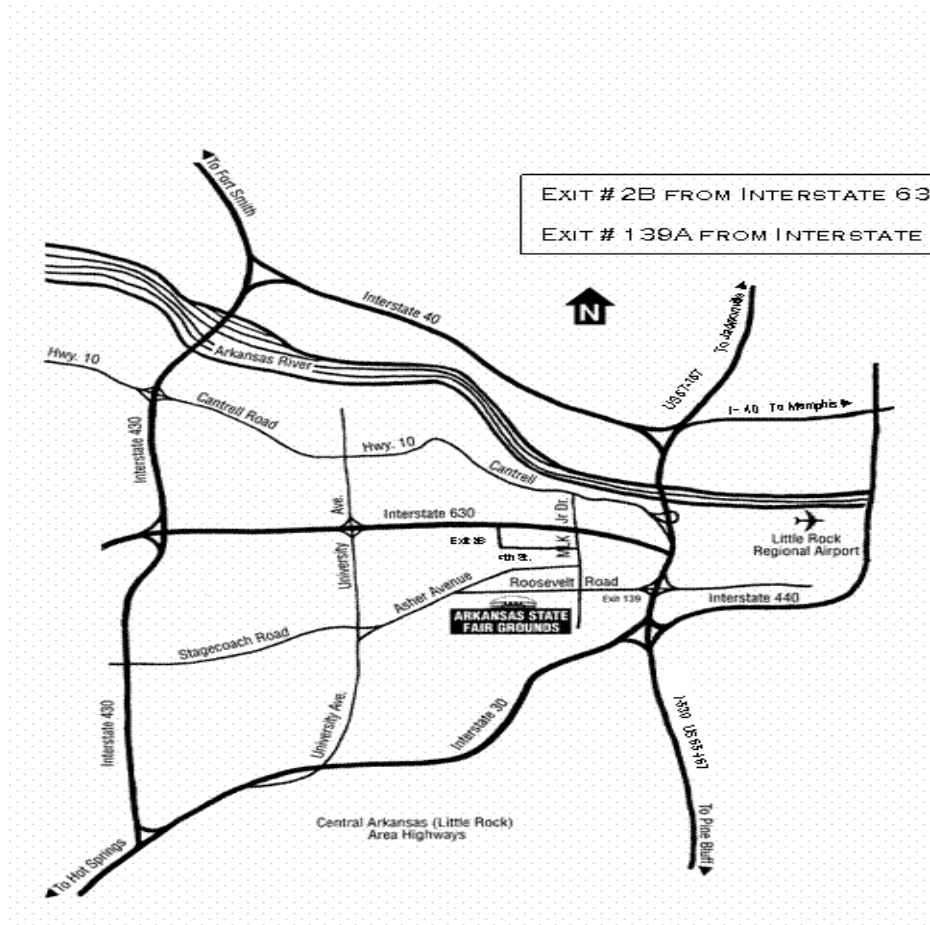 To Fort Smith
EXIT # 2B FROM INTERSTATE 63
EXIT # 139A FROM INTERSTATE
N
Interstate 40
To Jacksonville
US 67-167
I-40 To Memphis
Arkansas River
Hwy. 10
Cantrell Road
Hwy. 10
Cantrell
Interstate 430
University Ave.
Interstate 630
MLK Jr Dr.
Exit 2B
Little Rock
Regional Airport
Asher Avenue
Roosevelt Road
Exit 139
Interstate 440
ARKANSAS STATE
FAIR GROUNDS
Stagecoach Road
Interstate 430
University Ave.
Interstate 30
I-530 US 65-167
To Pine Bluff
Central Arkansas (Little Rock)
Area Highways
To Hot Springs